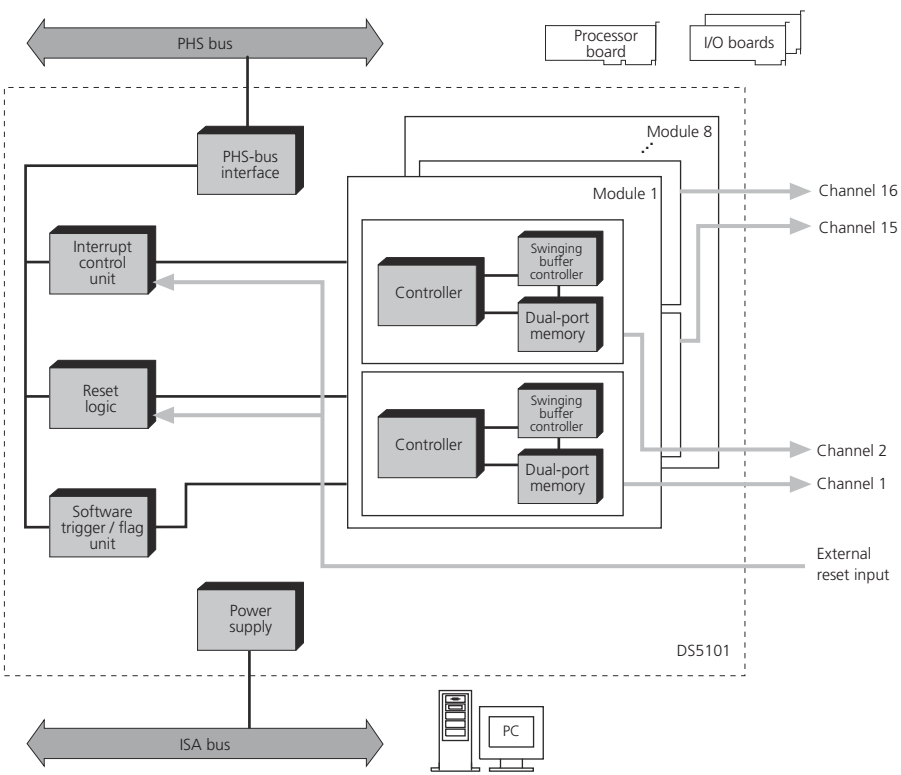 PHS bus
Processor
board
I/O boards
PHS-bus
interface
Module 8
Module 1
Channel 16
Channel 15
Interrupt
control
unit
Controller
Swinging
buffer
controller
Dual-port
memory
Reset
logic
Controller
Swinging
buffer
controller
Dual-port
memory
Channel 2
Channel 1
Software
trigger / flag
unit
External
reset input
Power
supply
DS5101
ISA bus
PC